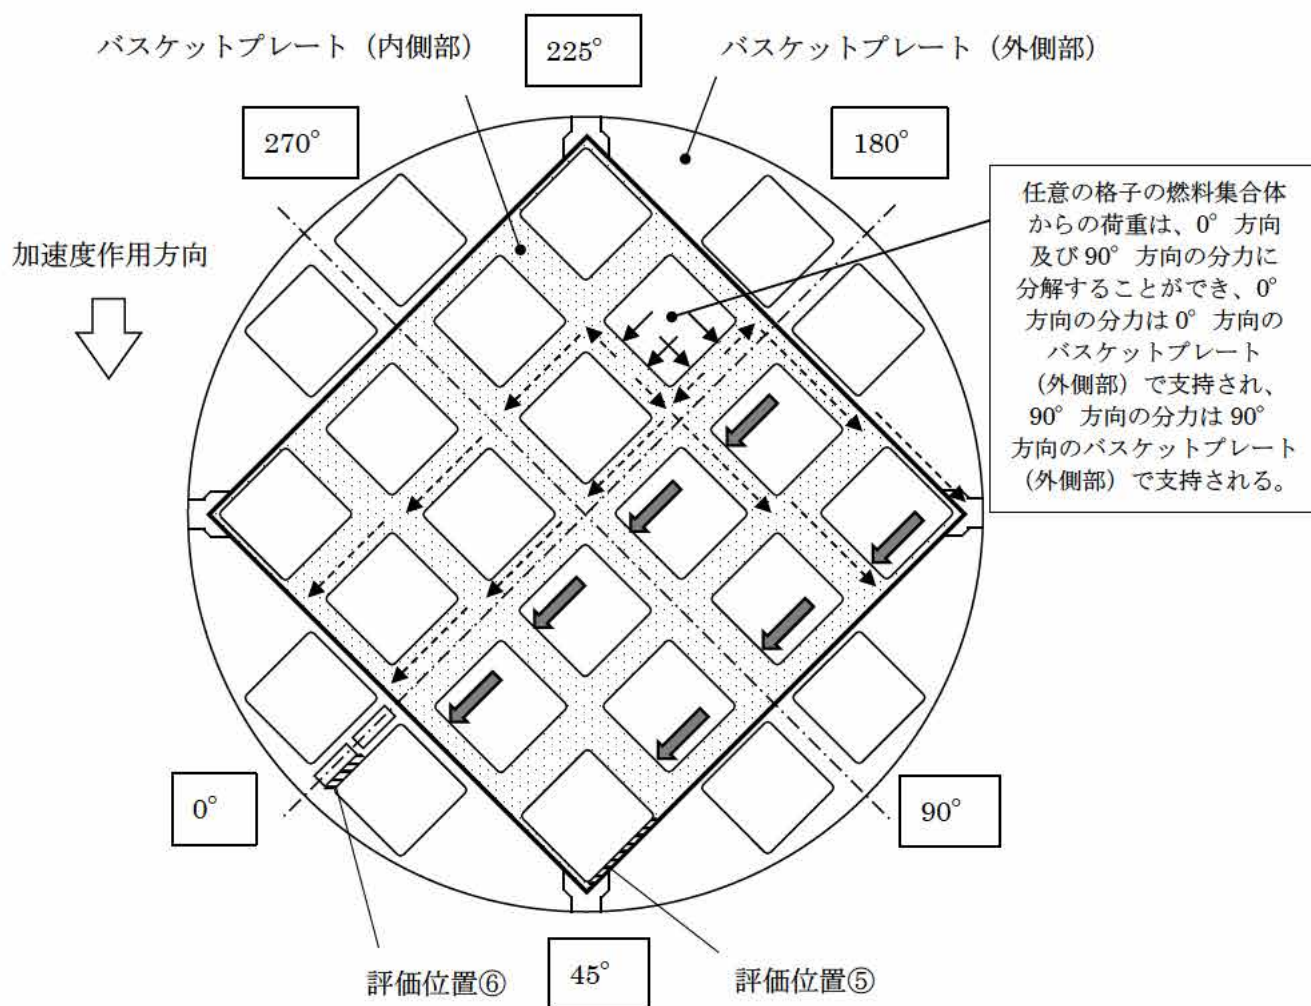 バスケットプレート（内側部）
225°
バスケットプレート（外側部）
270°
180°
加速度作用方向
任意の格子の燃料集合体
からの荷重は、0° 方向
及び 90° 方向の分力に
分解することができ、0°
方向の分力は 0° 方向の
バスケットプレート
（外側部）で支持され、
90° 方向の分力は 90°
方向のバスケットプレート
（外側部）で支持される。
0°
90°
評価位置⑥
45°
評価位置⑤